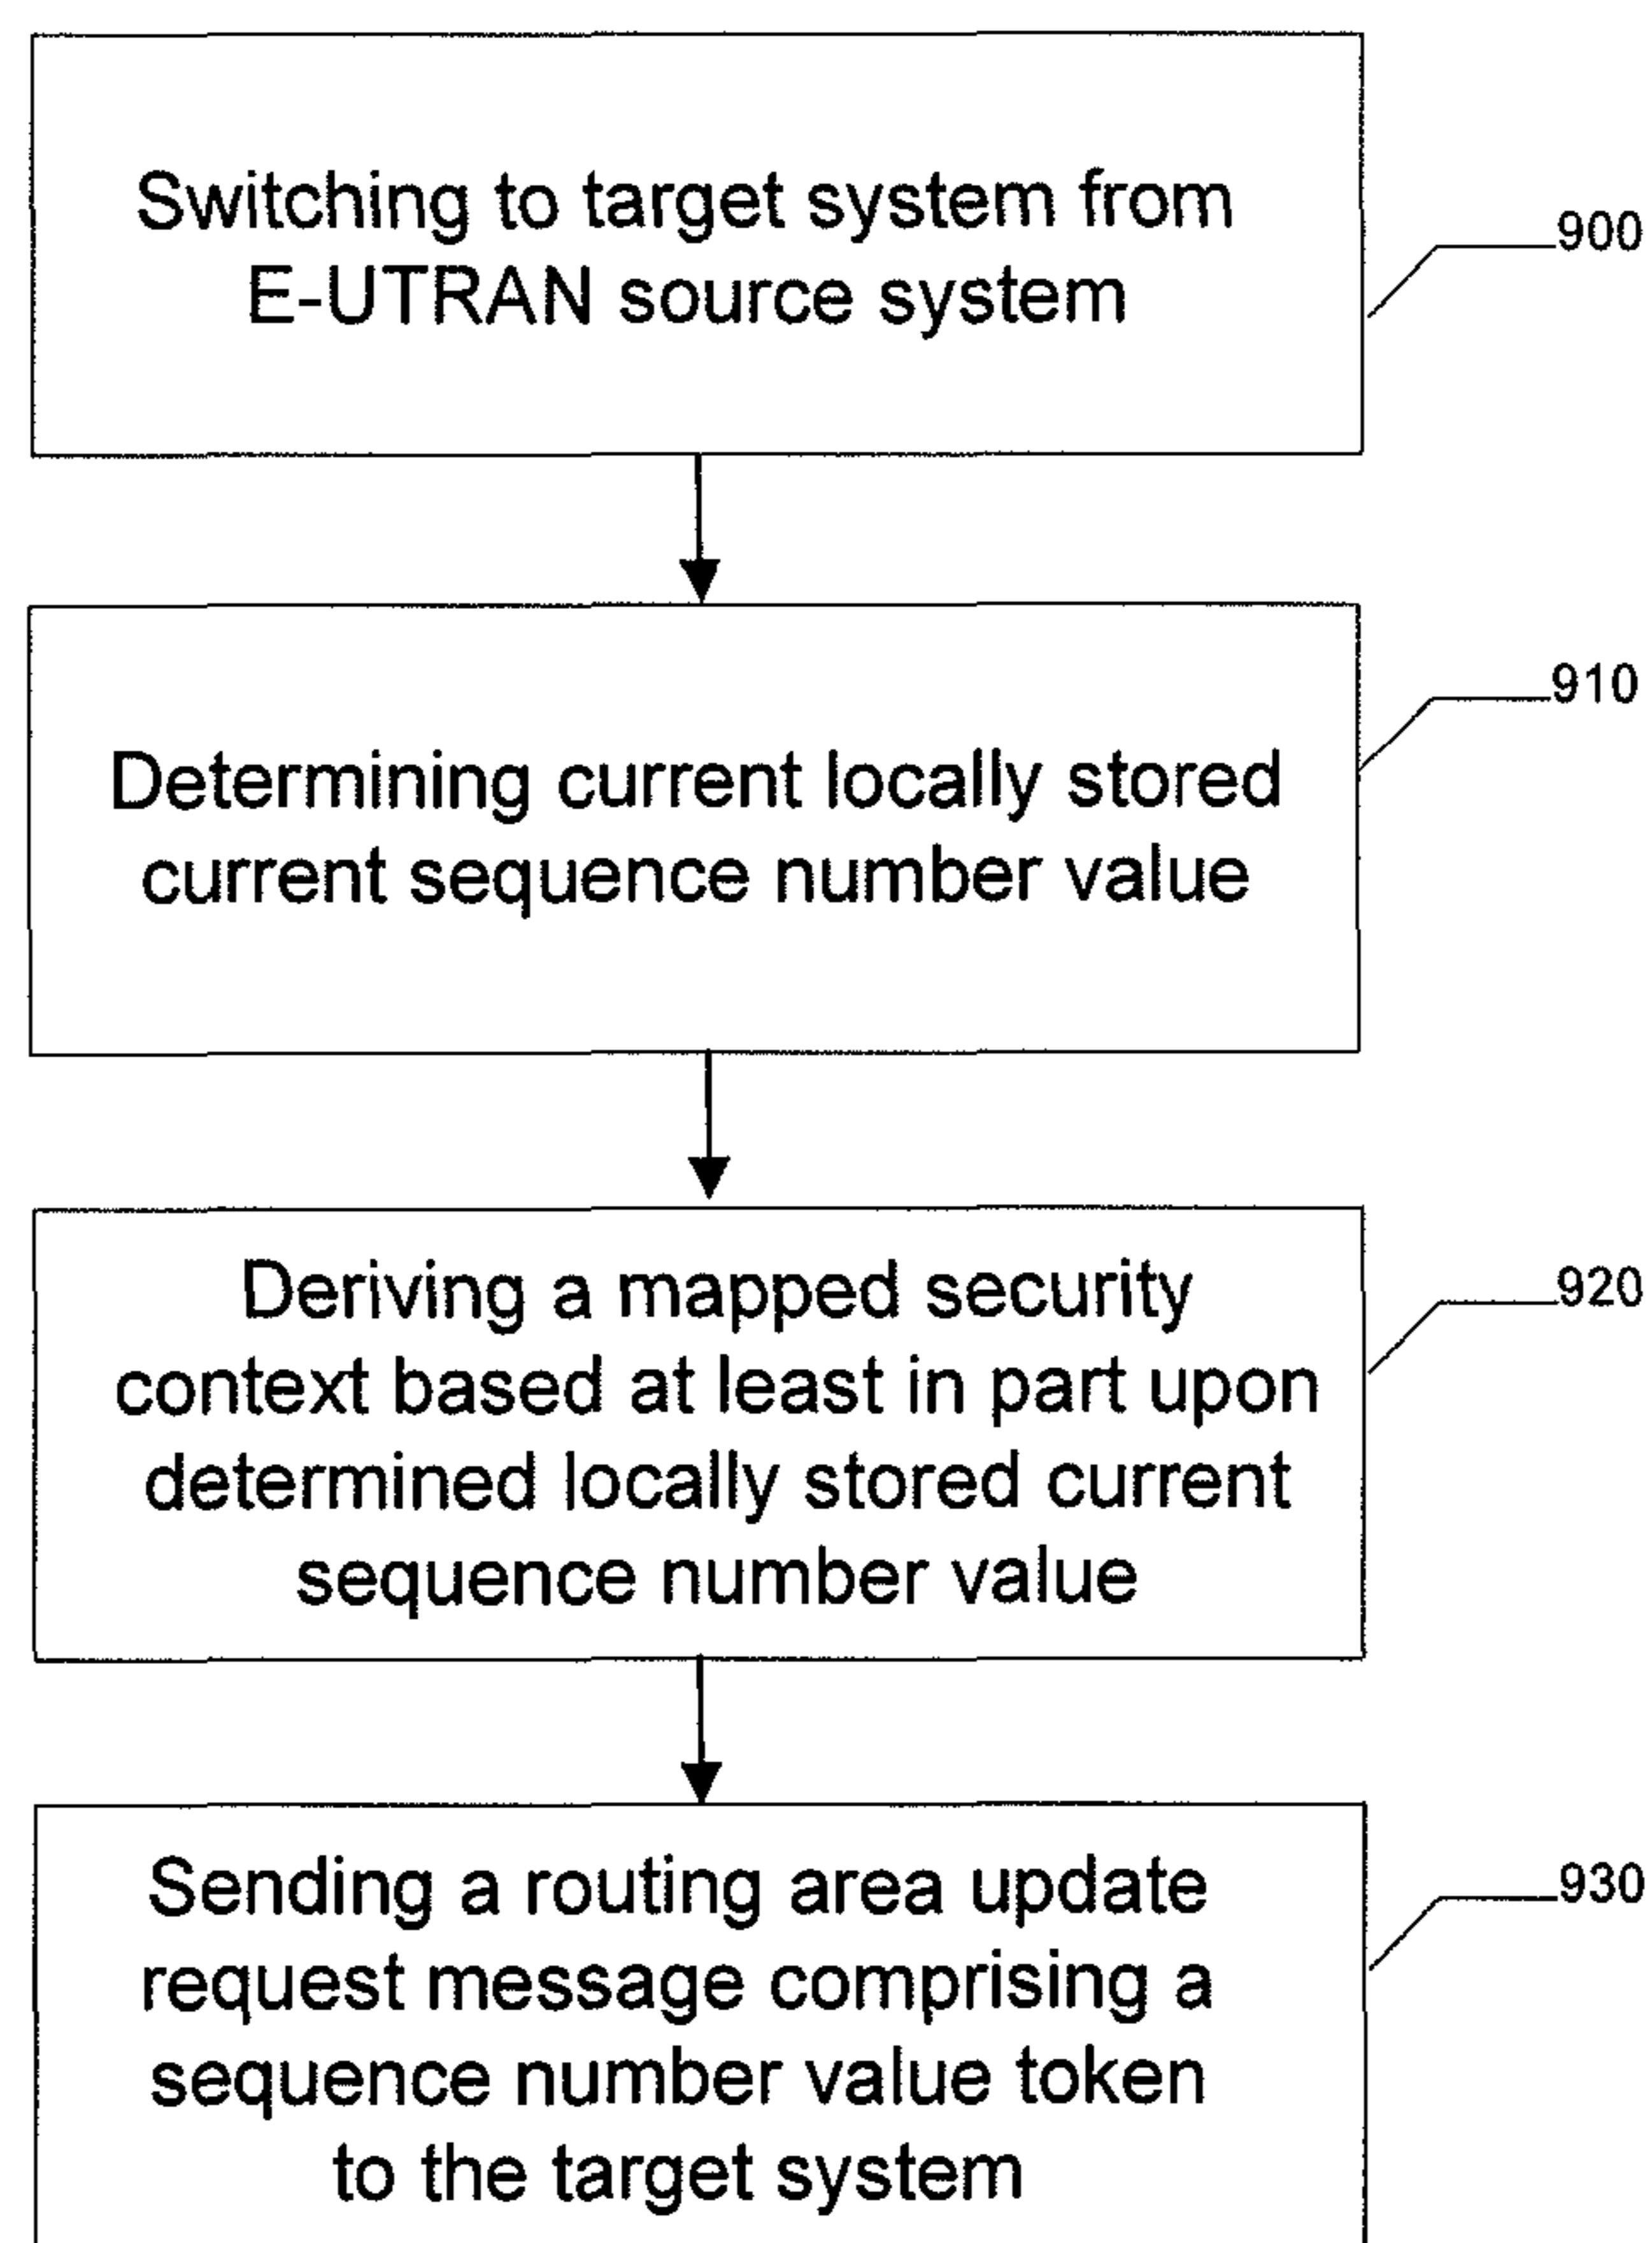 Switching to target system from
E-UTRAN source system
900
Determining current locally stored
current sequence number value
910
Deriving a mapped security
context based at least in part upon
determined locally stored current
sequence number value
920
Sending a routing area update
request message comprising a
sequence number value token
to the target system
930